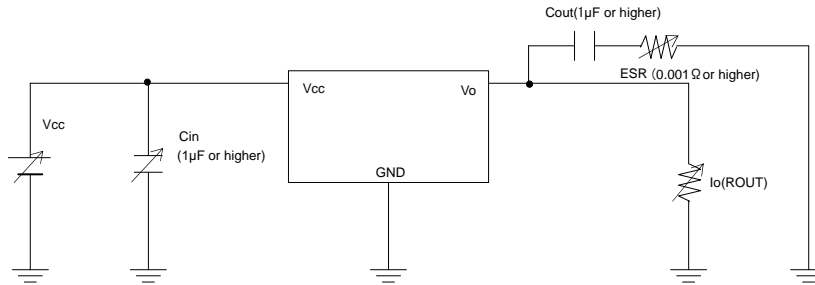 Cout(1µF or higher)
ESR (0.001Ω or higher)
Vcc
Vo
Vcc
Cin
(1µF or higher)
GND
Io(ROUT)